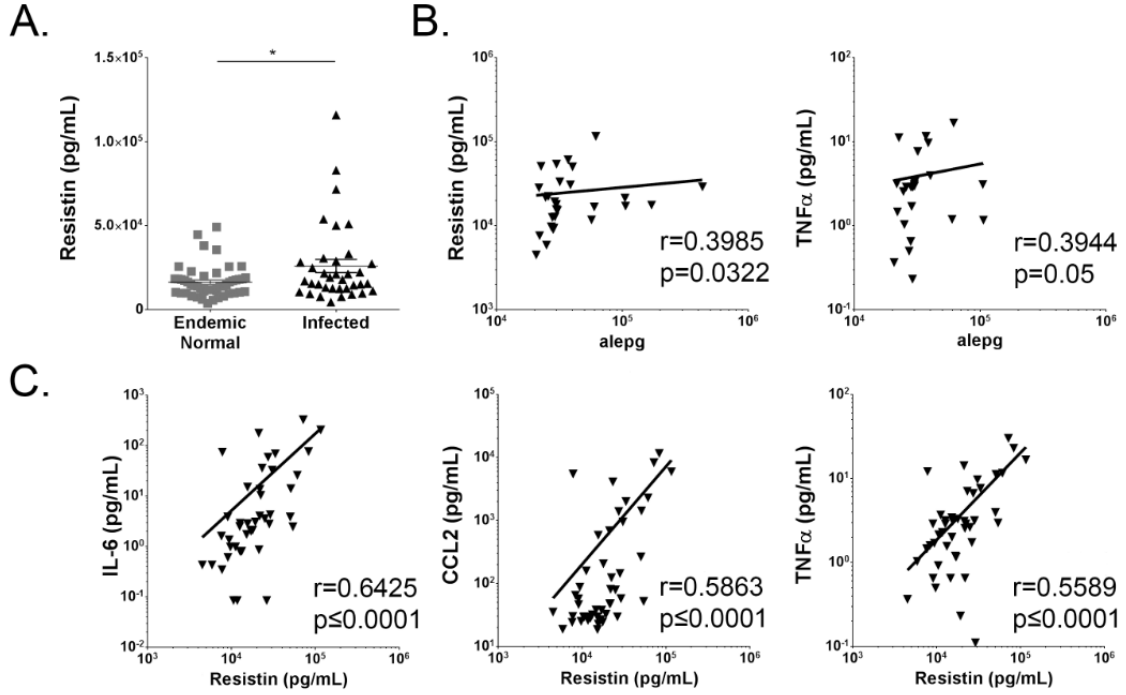 A.
B.
*
1.5×10⁵
1.0×10⁵
5.0×10⁴
0
Resistin (pg/mL)
Endemic
Normal
Infected
10⁶
10⁵
10⁴
10³
Resistin (pg/mL)
r=0.3985
p=0.0322
10⁴
10⁵
10⁶
alepg
10²
10¹
10⁰
10⁻¹
TNFα (pg/mL)
r=0.3944
p=0.05
10⁴
10⁵
10⁶
alepg
C.
10³
10²
10¹
10⁰
10⁻¹
10⁻²
IL-6 (pg/mL)
r=0.6425
p≤0.0001
10³
10⁴
10⁵
10⁶
Resistin (pg/mL)
10⁵
10⁴
10³
10²
10¹
CCL2 (pg/mL)
r=0.5863
p≤0.0001
10³
10⁴
10⁵
10⁶
Resistin (pg/mL)
10²
10¹
10⁰
10⁻¹
TNFα (pg/mL)
r=0.5589
p≤0.0001
10³
10⁴
10⁵
10⁶
Resistin (pg/mL)